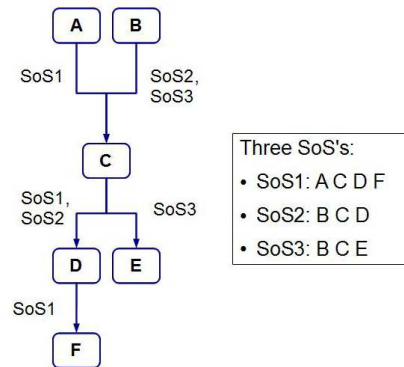 A B
SoS1
SoS2,
SoS3
C
SoS1,
SoS2
SoS3
D E
SoS1
F
Three SoS's:
• SoS1: A C D F
• SoS2: B C D
• SoS3: B C E